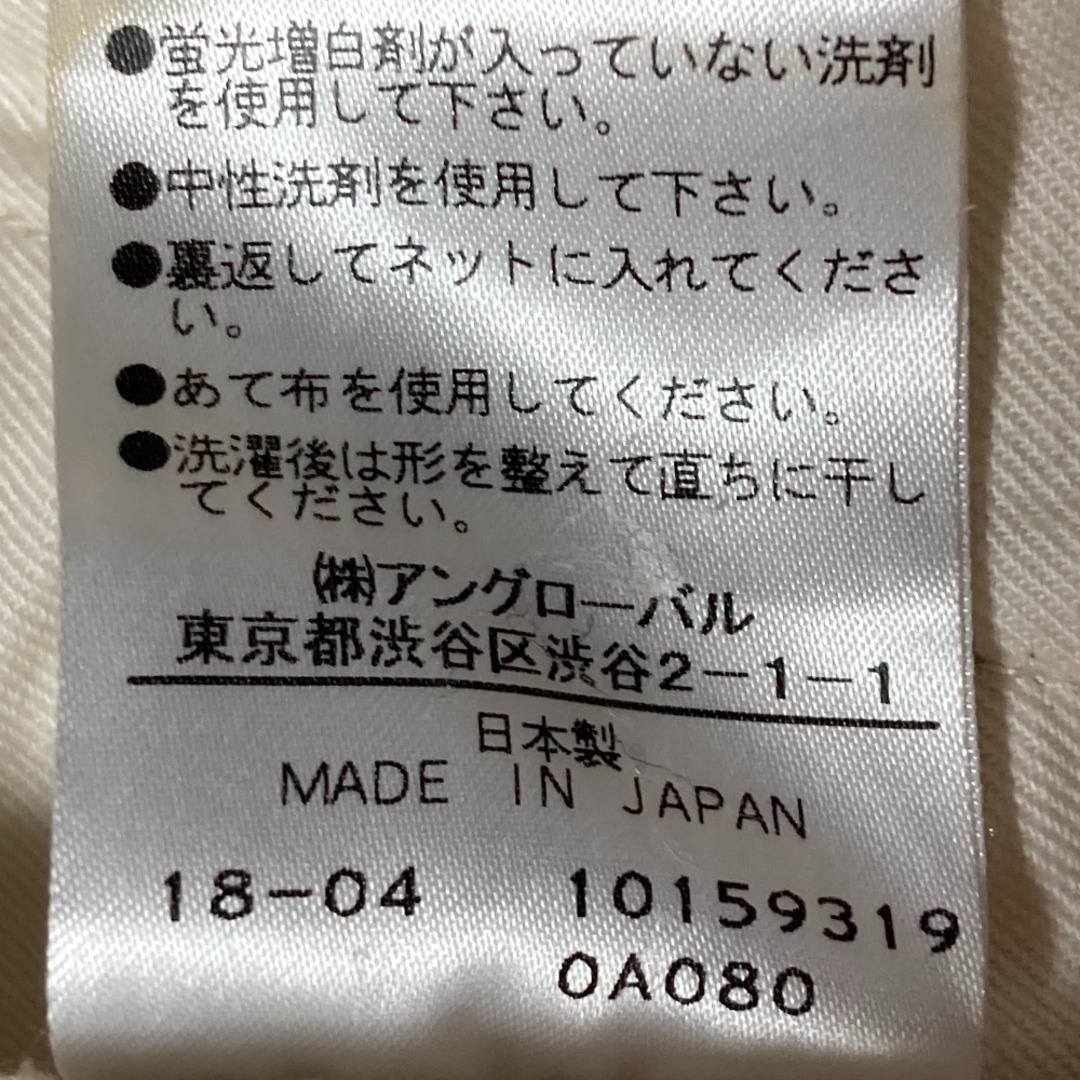 ●蛍光増白剤が入っていない洗剤
を使用して下さい。
●中性洗剤を使用して下さい。
●裏返してネットに入れてくださ
い。
●あて布を使用してください。
●洗濯後は形を整えて直ちに干し
てください。
㈱アングローバル
東京都渋谷区渋谷2-1-1
日本製
MADE IN JAPAN
18-04 10159319
0A080